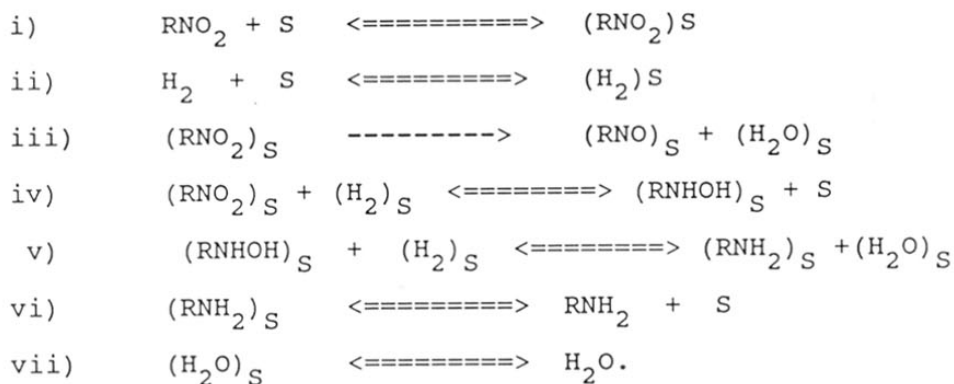 i) RNO₂ + S <==========> (RNO₂)S
ii) H₂ + S <=========> (H₂)S
iii) (RNO₂)S ---------> (RNO)S + (H₂O)S
iv) (RNO₂)S + (H₂)S <========> (RNHOH)S + S
v) (RNHOH)S + (H₂)S <========> (RNH₂)S +(H₂O)S
vi) (RNH₂)S <=========> RNH₂ + S
vii) (H₂O)S <=========> H₂O.